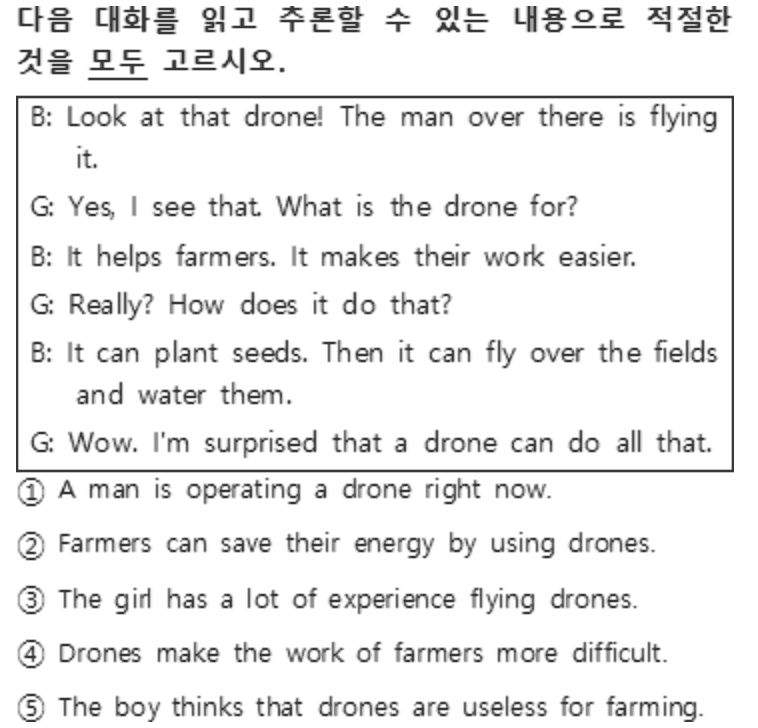 다음 대화를 읽고 추론할 수 있는 내용으로 적절한
것을 모두 고르시오.
B: Look at that drone! The man over there is flying
it.
G: Yes, I see that. What is the drone for?
B: It helps farmers. It makes their work easier.
G: Really? How does it do that?
B: It can plant seeds. Then it can fly over the fields
and water them.
G: Wow. I'm surprised that a drone can do all that.
① A man is operating a drone right now.
② Farmers can save their energy by using drones.
③ The girl has a lot of experience flying drones.
④ Drones make the work of farmers more difficult.
⑤ The boy thinks that drones are useless for farming.